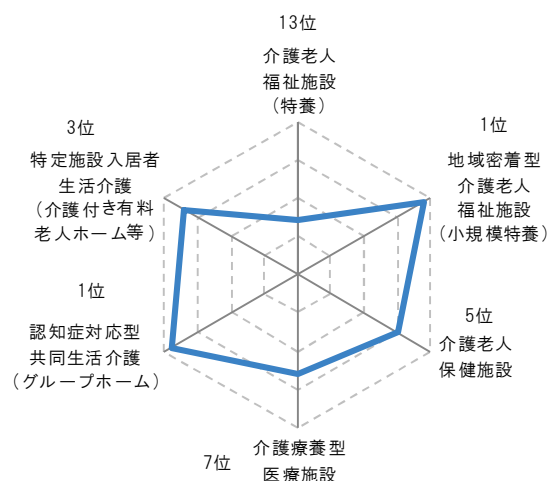 13位
介護老人
福祉施設
(特養)
1位
地域密着型
介護老人
福祉施設
(小規模特養)
5位
介護老人
保健施設
7位
介護療養型
医療施設
1位
認知症対応型
共同生活介護
(グループホーム)
3位
特定施設入居者
生活介護
(介護付き有料
老人ホーム等)